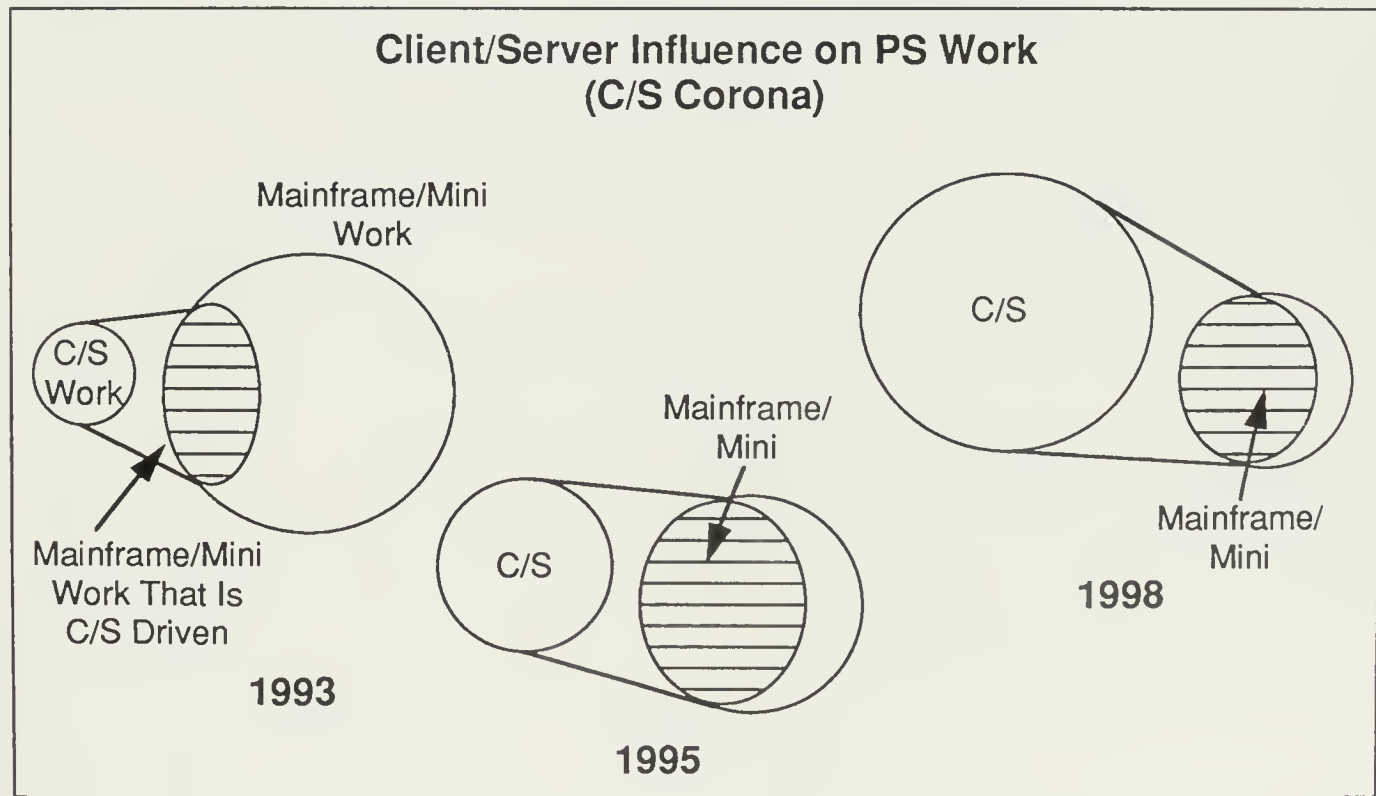 Client/Server Influence on PS Work
(C/S Corona)
Mainframe/Mini
Work
C/S
Work
Mainframe/Mini
Work That Is
C/S Driven
1993
Mainframe/
Mini
C/S
1995
C/S
Mainframe/
Mini
1998